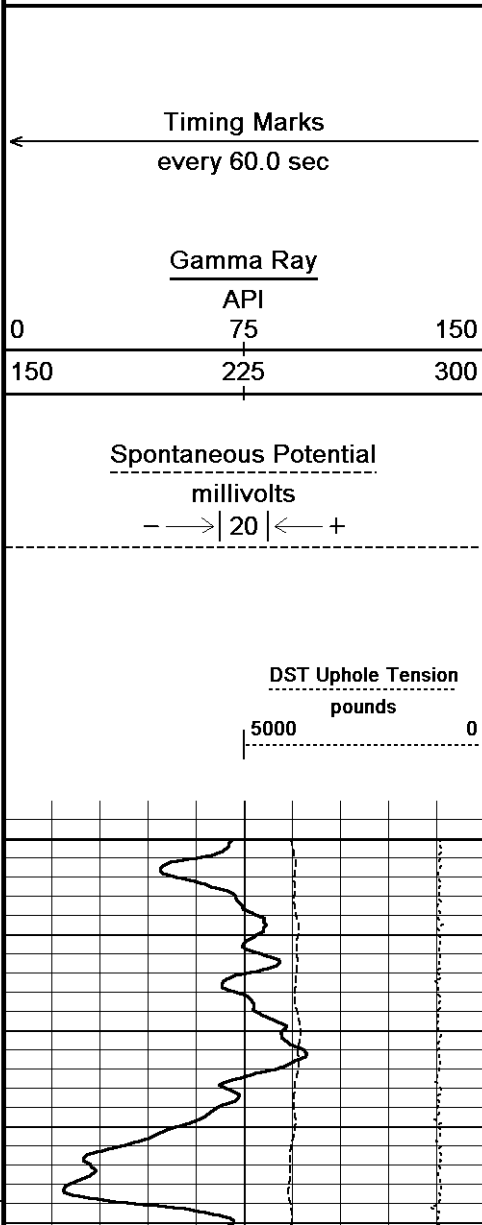 Timing Marks
every 60.0 sec
Gamma Ray
API
0 75 150
150 225 300
Spontaneous Potential
millivolts
− 20 +
DST Uphole Tension
pounds
5000 0